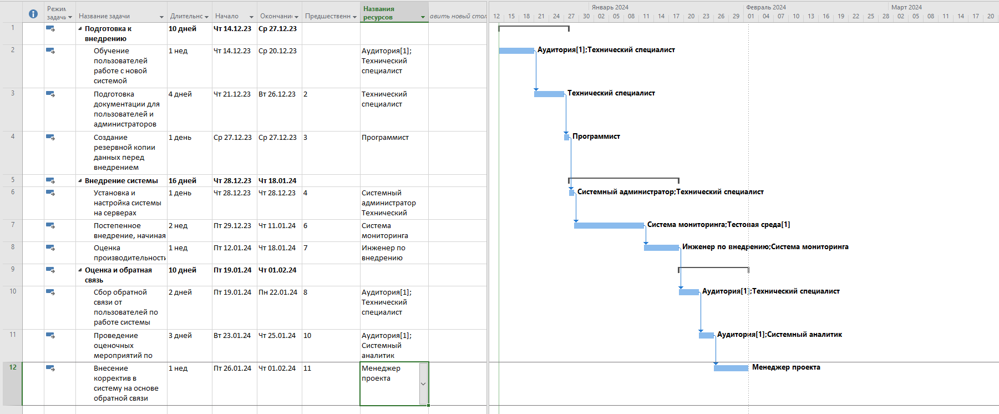 Режим задачи
Название задачи
Длительнс
Начало
Окончание
Предшественн
Названия ресурсов
авить новый стол
Январь 2024
Февраль 2024
Март 2024
12 15 18 21 24 27 30 02 05 08 11 14 17 20 23 26 29 01 04 07 10 13 16 19 22 25 28 02 05 08 11 14 17 20
1
Подготовка к
внедрению
10 дней
Чт 14.12.23
Ср 27.12.23
2
Обучение
пользователей
работе с новой
системой
1 нед
Чт 14.12.23
Ср 20.12.23
Аудитория[1];
Технический
специалист
Аудитория[1];Технический специалист
3
Подготовка
документации для
пользователей и
администраторов
4 дней
Чт 21.12.23
Вт 26.12.23
2
Технический
специалист
Технический специалист
4
Создание
резервной копии
данных перед
внедрением
1 день
Ср 27.12.23
Ср 27.12.23
3
Программист
Программист
5
Внедрение системы
16 дней
Чт 28.12.23
Чт 18.01.24
6
Установка и
настройка системы
на серверах
1 день
Чт 28.12.23
Чт 28.12.23
4
Системный
администратор
Технический
Системный администратор;Технический специалист
7
Постепенное
внедрение, начиная
2 нед
Пт 29.12.23
Чт 11.01.24
6
Система
мониторинга
Система мониторинга;Тестовая среда[1]
8
Оценка
производительности
1 нед
Пт 12.01.24
Чт 18.01.24
7
Инженер по
внедрению
Инженер по внедрению;Система мониторинга
9
Оценка и обратная
связь
10 дней
Пт 19.01.24
Чт 01.02.24
10
Сбор обратной
связи от
пользователей по
работе системы
2 дней
Пт 19.01.24
Пн 22.01.24
8
Аудитория[1];
Технический
специалист
Аудитория[1];Технический специалист
11
Проведение
оценочных
мероприятий по
3 дней
Вт 23.01.24
Чт 25.01.24
10
Аудитория[1];
Системный
аналитик
Аудитория[1];Системный аналитик
12
Внесение
корректив в
систему на основе
обратной связи
1 нед
Пт 26.01.24
Чт 01.02.24
11
Менеджер
проекта
Менеджер проекта